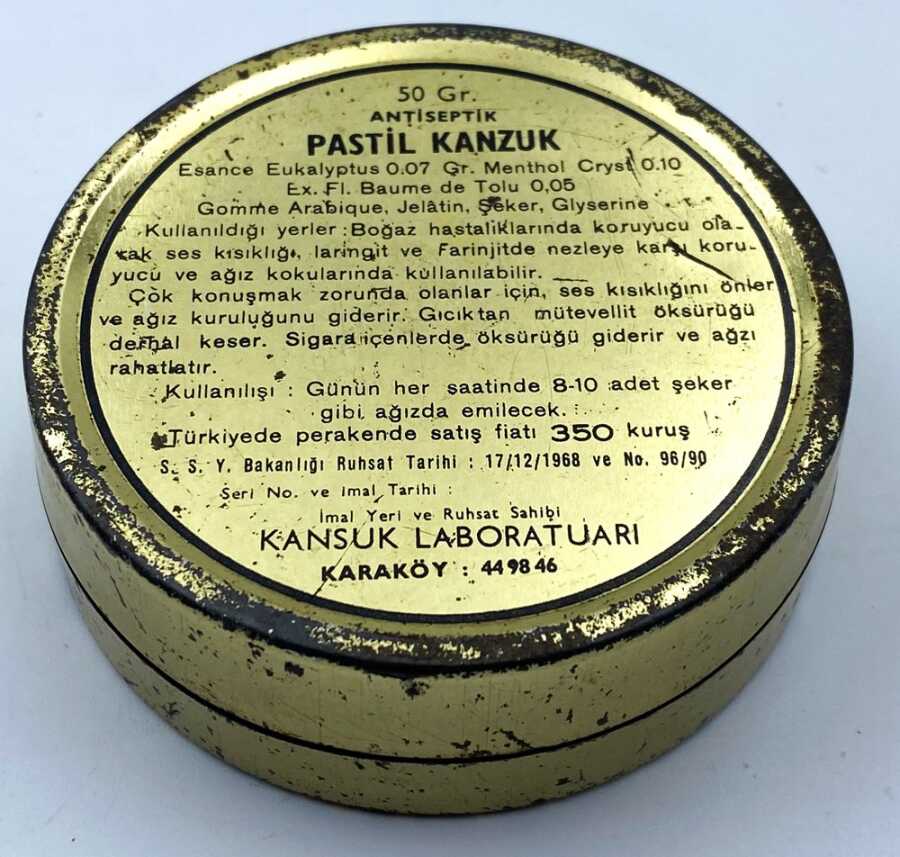 50 Gr.
ANTİSEPTİK
PASTİL KANZUK
Esance Eukalyptus 0.07 Gr. Menthol Cryst 0.10
Ex. Fl. Baume de Tolu 0,05
Gomme Arabique, Jelâtin, Şeker, Glyserine
Kullanıldığı yerler : Boğaz hastalıklarında koruyucu ola-
rak ses kısıklığı, laringit ve Farinjitde nezleye karşı koru-
yucu ve ağız kokularında kullanılabilir.
Çok konuşmak zorunda olanlar için, ses kısıklığını önler
ve ağız kuruluğunu giderir. Gıcıktan mütevellit öksürüğü
derhal keser. Sigara içenlerde öksürüğü giderir ve ağzı
rahatlatır.
Kullanılışı : Günün her saatinde 8-10 adet şeker
gibi ağızda emilecek.
Türkiyede perakende satış fiatı 350 kuruş
S. S. Y. Bakanlığı Ruhsat Tarihi : 17/12/1968 ve No. 96/90
Seri No. ve imal Tarihi :
İmal Yeri ve Ruhsat Sahibi
KANSUK LABORATUARI
KARAKÖY : 44 98 46